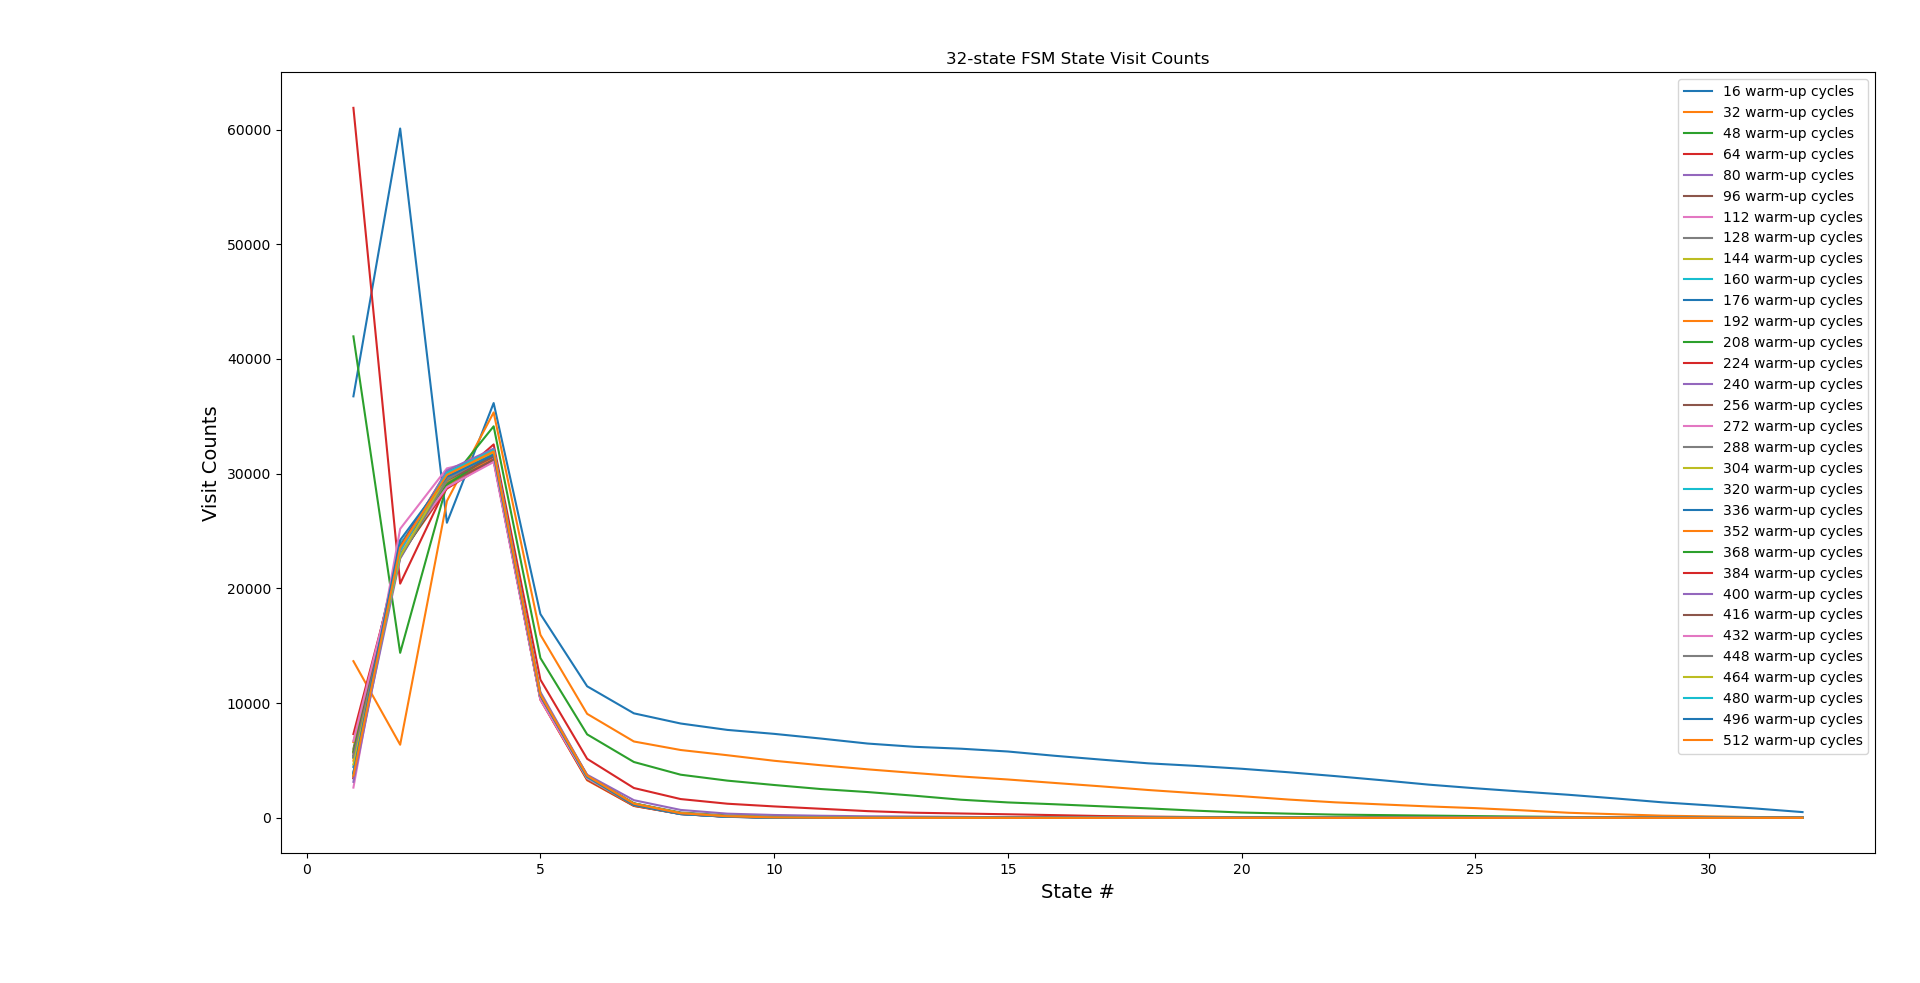 32-state FSM State Visit Counts
60000
50000
40000
30000
20000
10000
0
Visit Counts
0 5 10 15 20 25 30
State #
16 warm-up cycles
32 warm-up cycles
48 warm-up cycles
64 warm-up cycles
80 warm-up cycles
96 warm-up cycles
112 warm-up cycles
128 warm-up cycles
144 warm-up cycles
160 warm-up cycles
176 warm-up cycles
192 warm-up cycles
208 warm-up cycles
224 warm-up cycles
240 warm-up cycles
256 warm-up cycles
272 warm-up cycles
288 warm-up cycles
304 warm-up cycles
320 warm-up cycles
336 warm-up cycles
352 warm-up cycles
368 warm-up cycles
384 warm-up cycles
400 warm-up cycles
416 warm-up cycles
432 warm-up cycles
448 warm-up cycles
464 warm-up cycles
480 warm-up cycles
496 warm-up cycles
512 warm-up cycles